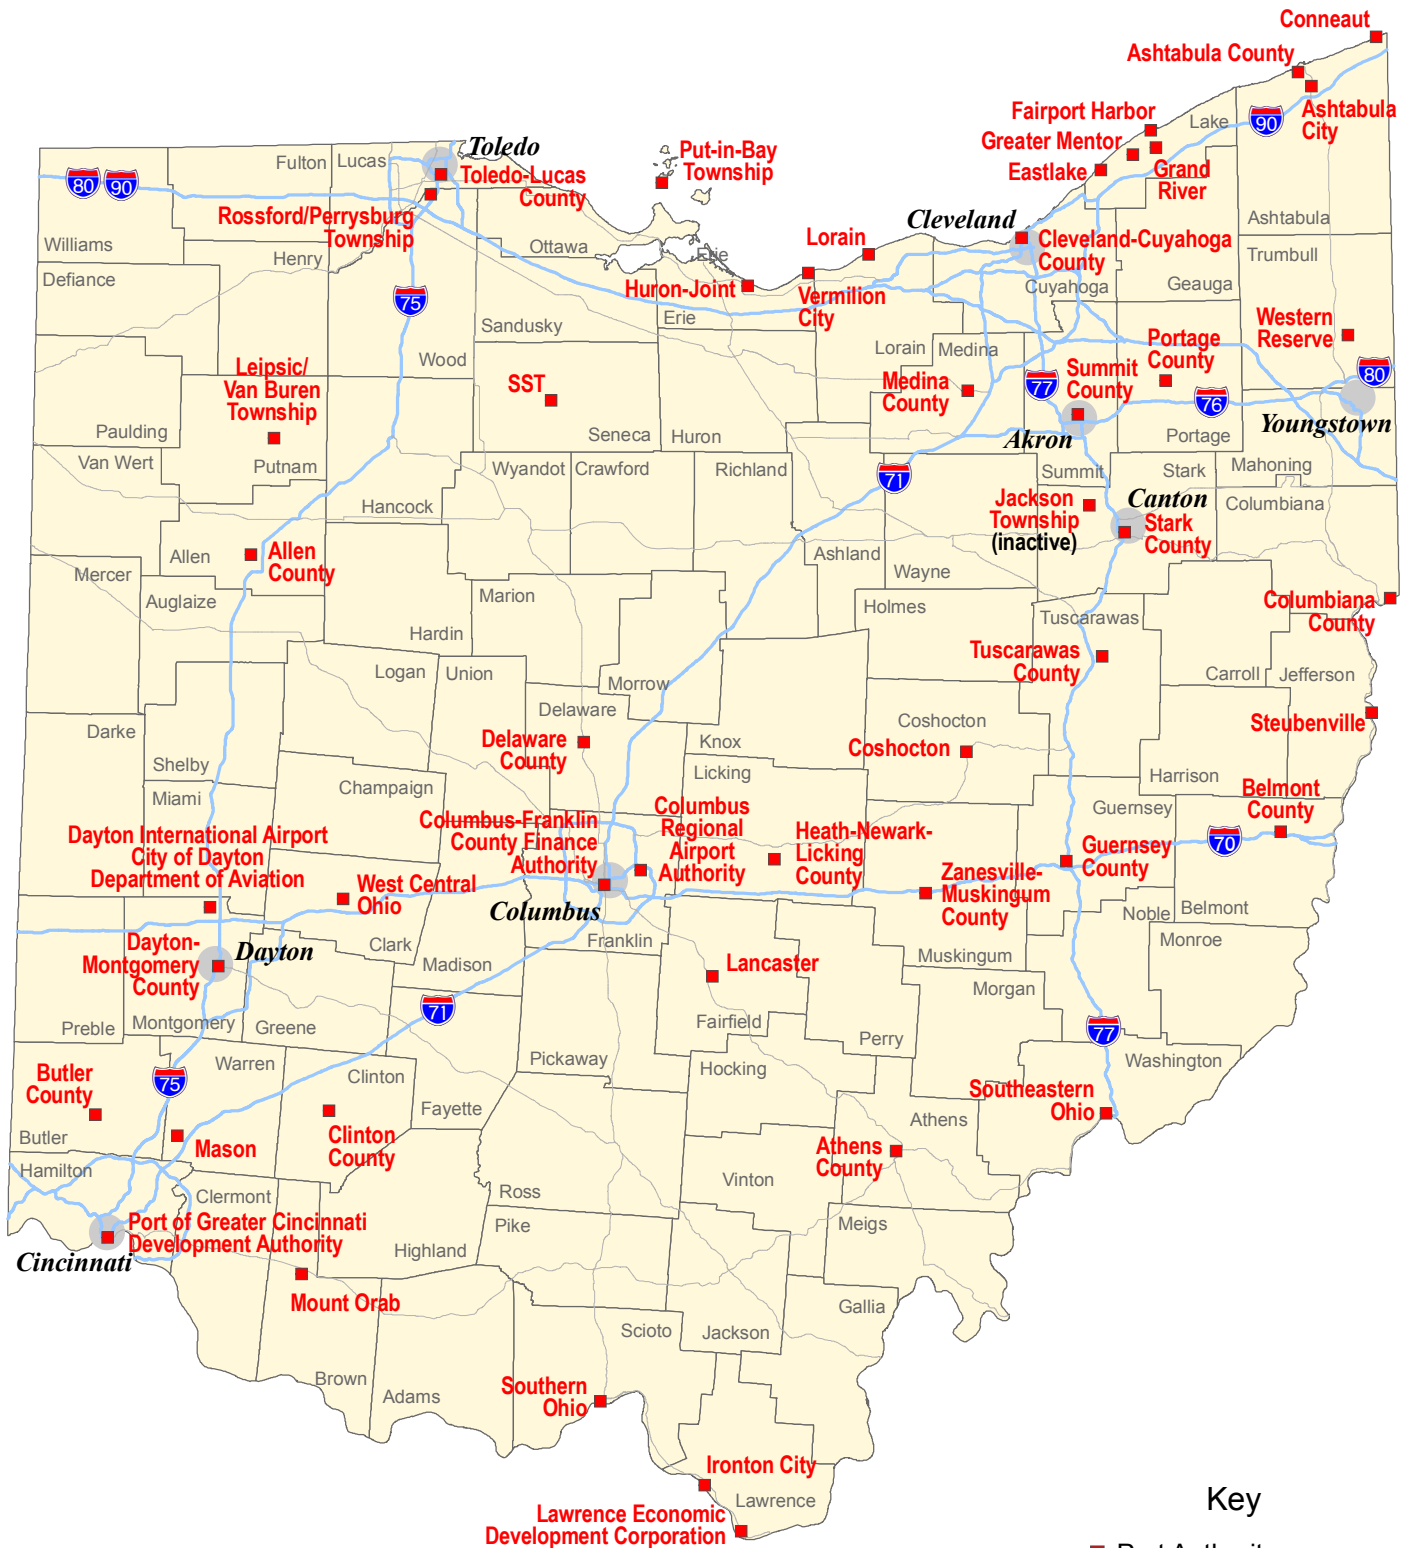 Conneaut
Ashtabula County
Ashtabula
City
Fairport Harbor
Greater Mentor
Eastlake
Grand
River
Lake
90
Toledo
Put-in-Bay
Township
Fulton
Lucas
Toledo-Lucas
County
80
90
Rossford/Perrysburg
Township
Williams
Henry
Defiance
Ottawa
Erie
Lorain
Cleveland
Cleveland-Cuyahoga
County
Cuyahoga
Geauga
Ashtabula
Trumbull
Huron-Joint
Vermilion
City
Erie
75
Sandusky
Wood
Lorain
Medina
Western
Reserve
Portage
County
Summit
County
80
Leipsic/
Van Buren
Township
SST
Medina
County
77
76
Akron
Youngstown
Paulding
Seneca
Huron
Portage
Van Wert
Putnam
Wyandot
Crawford
Richland
71
Summit
Stark
Mahoning
Hancock
Jackson
Township
(inactive)
Canton
Stark
County
Columbiana
Allen
Allen
County
Ashland
Wayne
Mercer
Auglaize
Marion
Holmes
Tuscarawas
Columbiana
County
Hardin
Tuscarawas
County
Logan
Union
Morrow
Carroll
Jefferson
Delaware
Darke
Delaware
County
Knox
Coshocton
Coshocton
Steubenville
Shelby
Licking
Harrison
Miami
Champaign
Belmont
County
Guernsey
Dayton International Airport
City of Dayton
Department of Aviation
Columbus-Franklin
County Finance
Authority
Columbus
Regional
Airport
Authority
Heath-Newark-
Licking
County
70
Guernsey
County
West Central
Ohio
Zanesville-
Muskingum
County
Columbus
Noble
Belmont
Dayton-
Montgomery
County
Dayton
Clark
Franklin
Monroe
Madison
Lancaster
Muskingum
Morgan
71
Preble
Montgomery
Greene
Fairfield
Perry
77
Pickaway
Washington
Warren
Hocking
Butler
County
75
Clinton
Southeastern
Ohio
Fayette
Athens
Butler
Mason
Clinton
County
Athens
County
Hamilton
Vinton
Clermont
Ross
Port of Greater Cincinnati
Development Authority
Pike
Meigs
Highland
Cincinnati
Mount Orab
Gallia
Scioto
Jackson
Brown
Adams
Southern
Ohio
Ironton City
Lawrence
Lawrence Economic
Development Corporation
Key